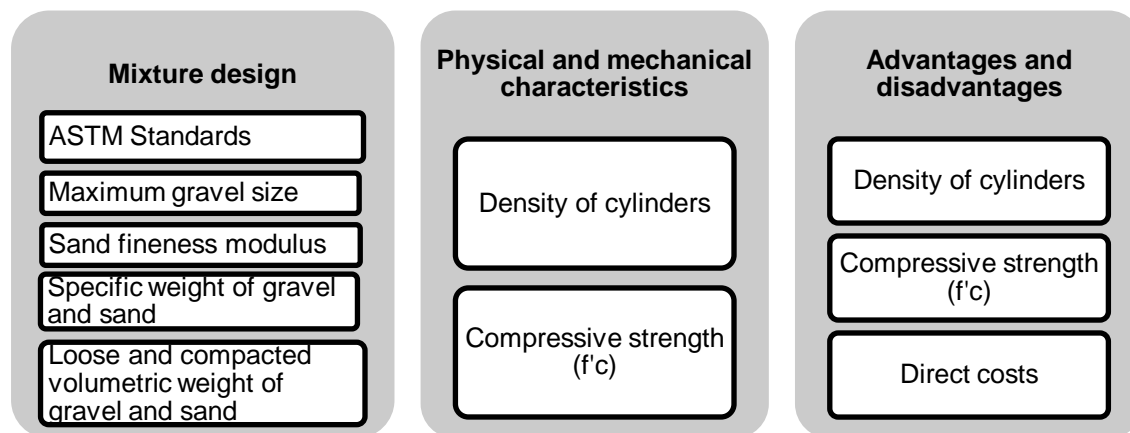 Mixture design
ASTM Standards
Maximum gravel size
Sand fineness modulus
Specific weight of gravel
and sand
Loose and compacted
volumetric weight of
gravel and sand
Physical and mechanical
characteristics
Density of cylinders
Compressive strength
(f'c)
Advantages and
disadvantages
Density of cylinders
Compressive strength
(f'c)
Direct costs